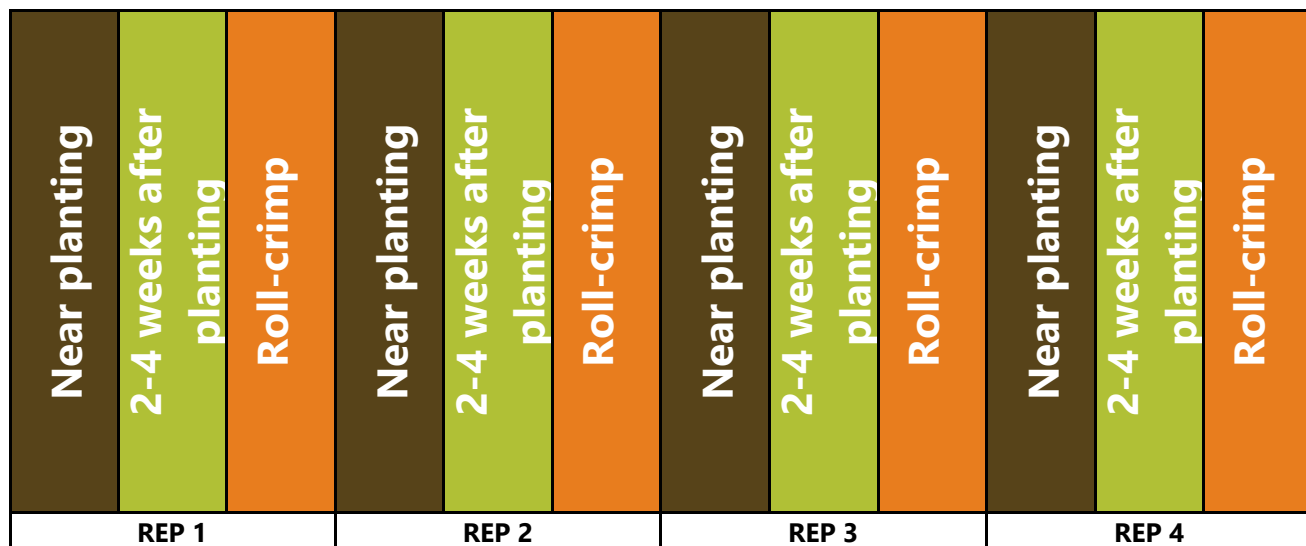 Near planting
2-4 weeks after
planting
Roll-crimp
Near planting
2-4 weeks after
planting
Roll-crimp
Near planting
2-4 weeks after
planting
Roll-crimp
Near planting
2-4 weeks after
planting
Roll-crimp
REP 1
REP 2
REP 3
REP 4